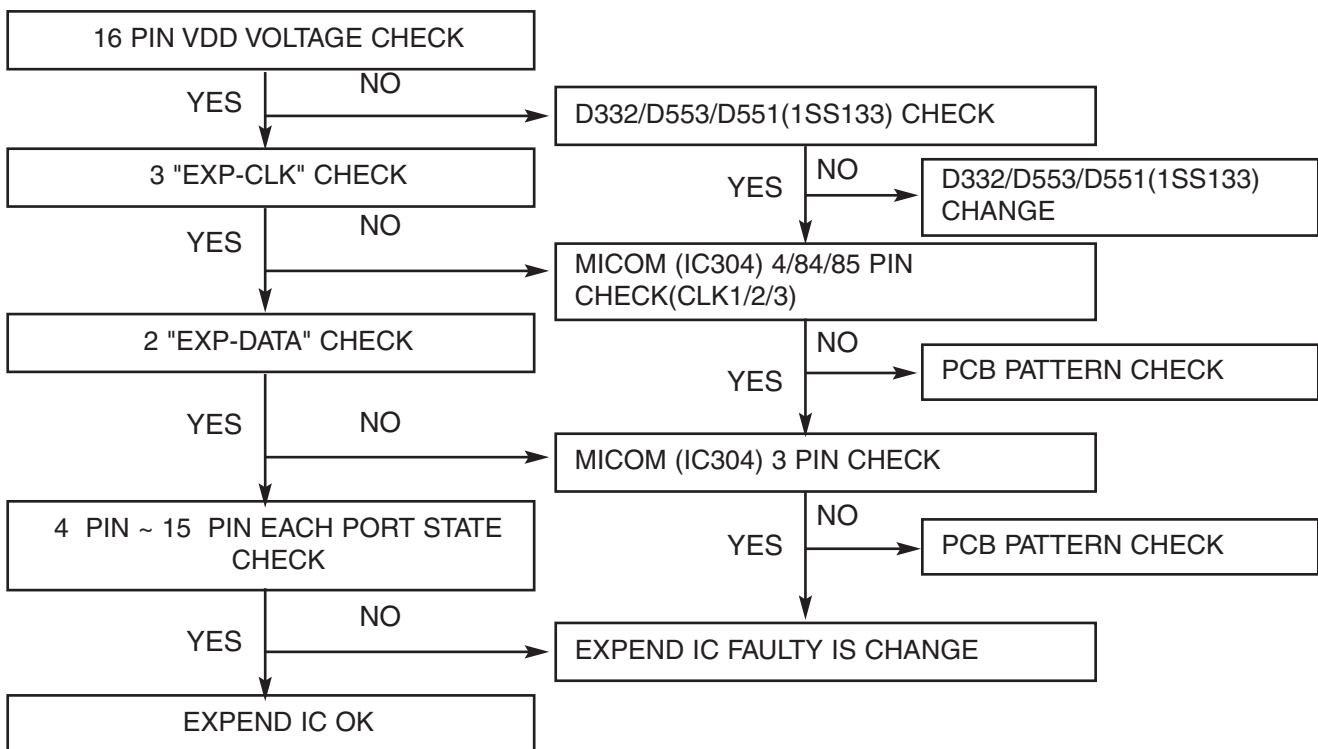 16 PIN VDD VOLTAGE CHECK
NO
YES
D332/D553/D551(1SS133) CHECK
3 "EXP-CLK" CHECK
NO
YES
D332/D553/D551(1SS133)
CHANGE
NO
YES
MICOM (IC304) 4/84/85 PIN
CHECK(CLK1/2/3)
2 "EXP-DATA" CHECK
NO
YES
PCB PATTERN CHECK
NO
YES
MICOM (IC304) 3 PIN CHECK
4 PIN ~ 15 PIN EACH PORT STATE
CHECK
NO
YES
PCB PATTERN CHECK
NO
YES
EXPEND IC FAULTY IS CHANGE
EXPEND IC OK